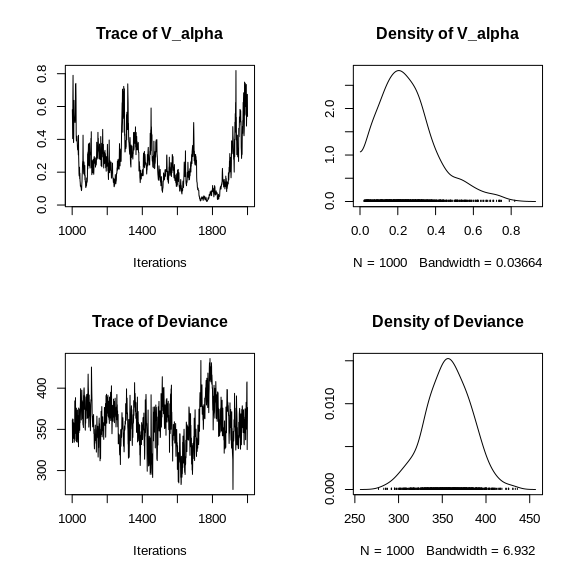 Trace of V_alpha
0.0 0.2 0.4 0.6 0.8
1000 1400 1800
Iterations
Density of V_alpha
0.0 1.0 2.0
0.0 0.2 0.4 0.6 0.8
N = 1000 Bandwidth = 0.03664
Trace of Deviance
300 350 400
1000 1400 1800
Iterations
Density of Deviance
0.000 0.010
250 300 350 400 450
N = 1000 Bandwidth = 6.932